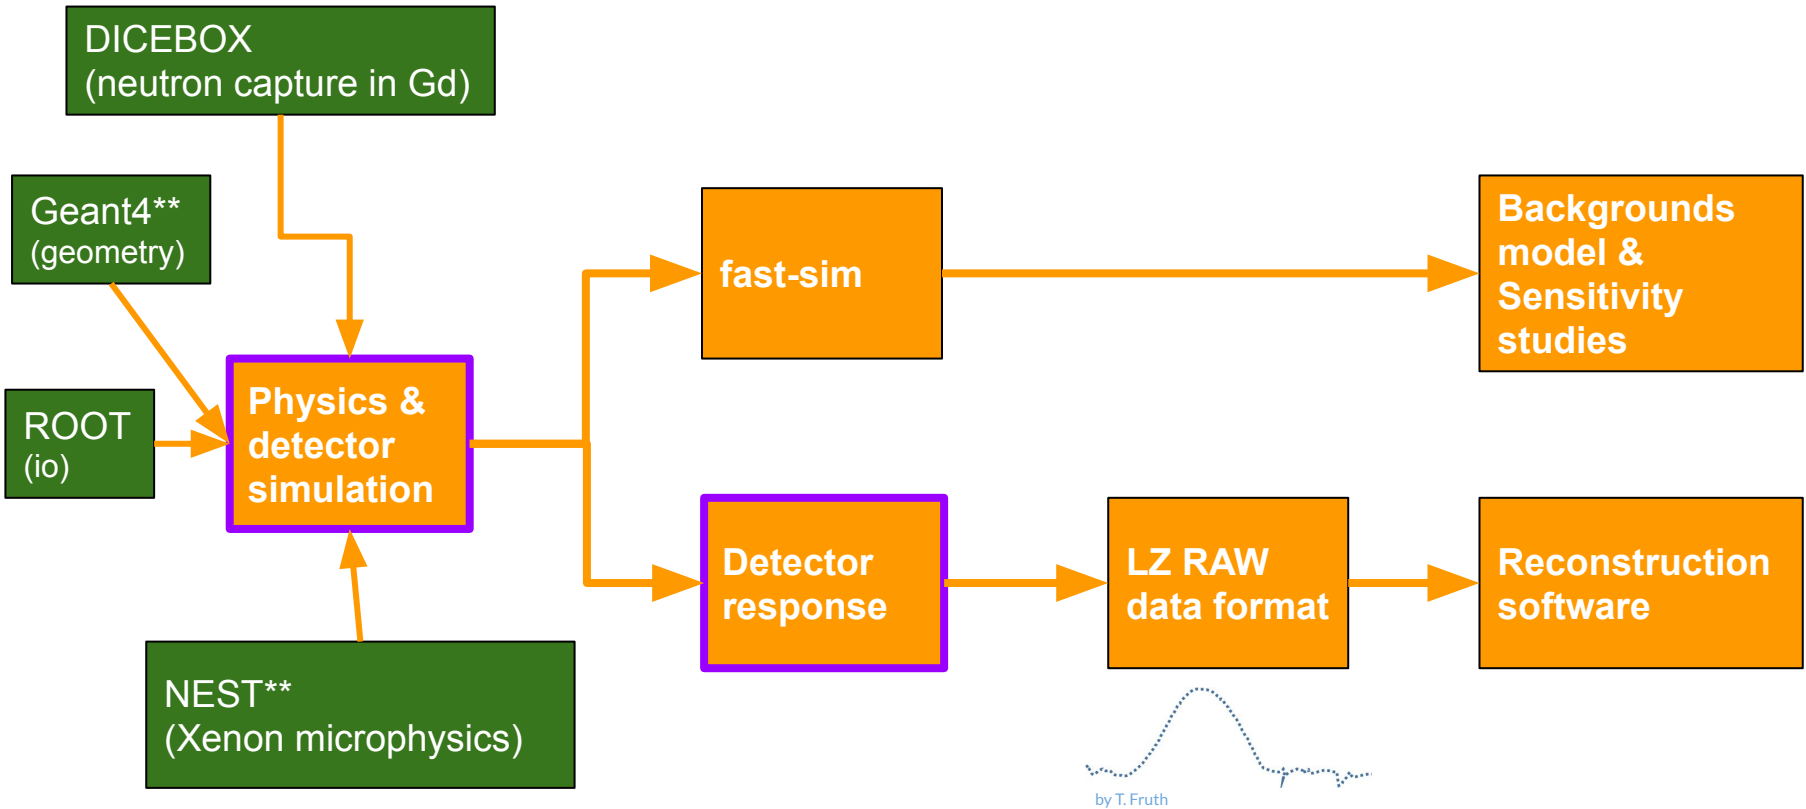 DICEBOX
(neutron capture in Gd)
Geant4**
(geometry)
ROOT
(io)
Physics &
detector
simulation
NEST**
(Xenon microphysics)
fast-sim
Backgrounds
model &
Sensitivity
studies
Detector
response
LZ RAW
data format
Reconstruction
software
by T. Fruth